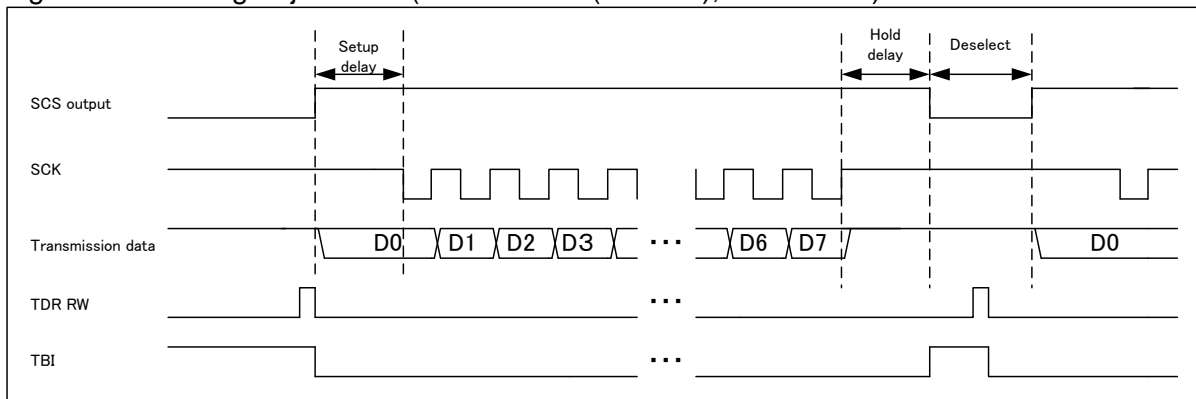 Setup
delay
Hold
delay
Deselect
SCS output
SCK
Transmission data
D0 D1 D2 D3 ... D6 D7 D0
TDR RW
...
TBI
...